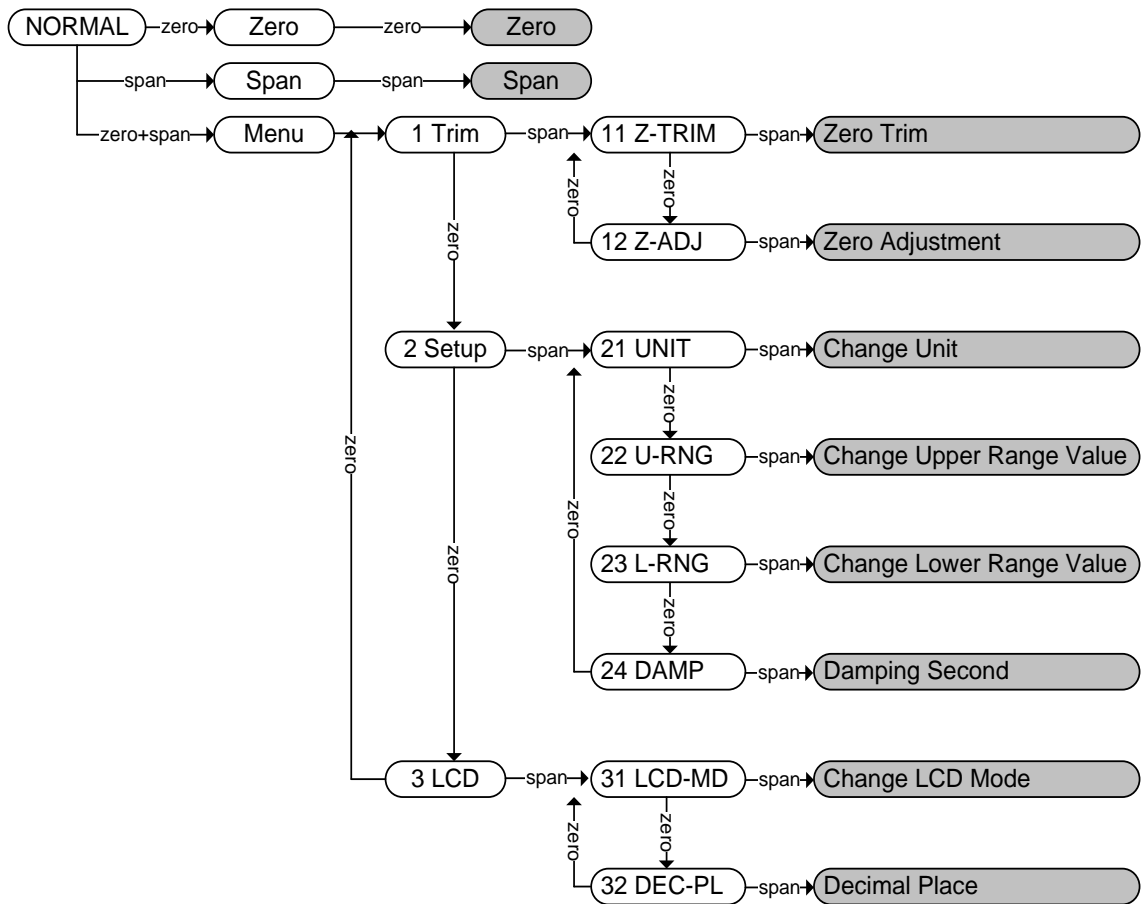 NORMAL zero Zero zero Zero
span Span span Span
zero+span Menu 1 Trim span 11 Z-TRIM span Zero Trim
zero zero zero
12 Z-ADJ span Zero Adjustment
2 Setup span 21 UNIT span Change Unit
zero
zero
22 U-RNG span Change Upper Range Value
zero zero zero
23 L-RNG span Change Lower Range Value
zero
24 DAMP span Damping Second
3 LCD span 31 LCD-MD span Change LCD Mode
zero zero
32 DEC-PL span Decimal Place